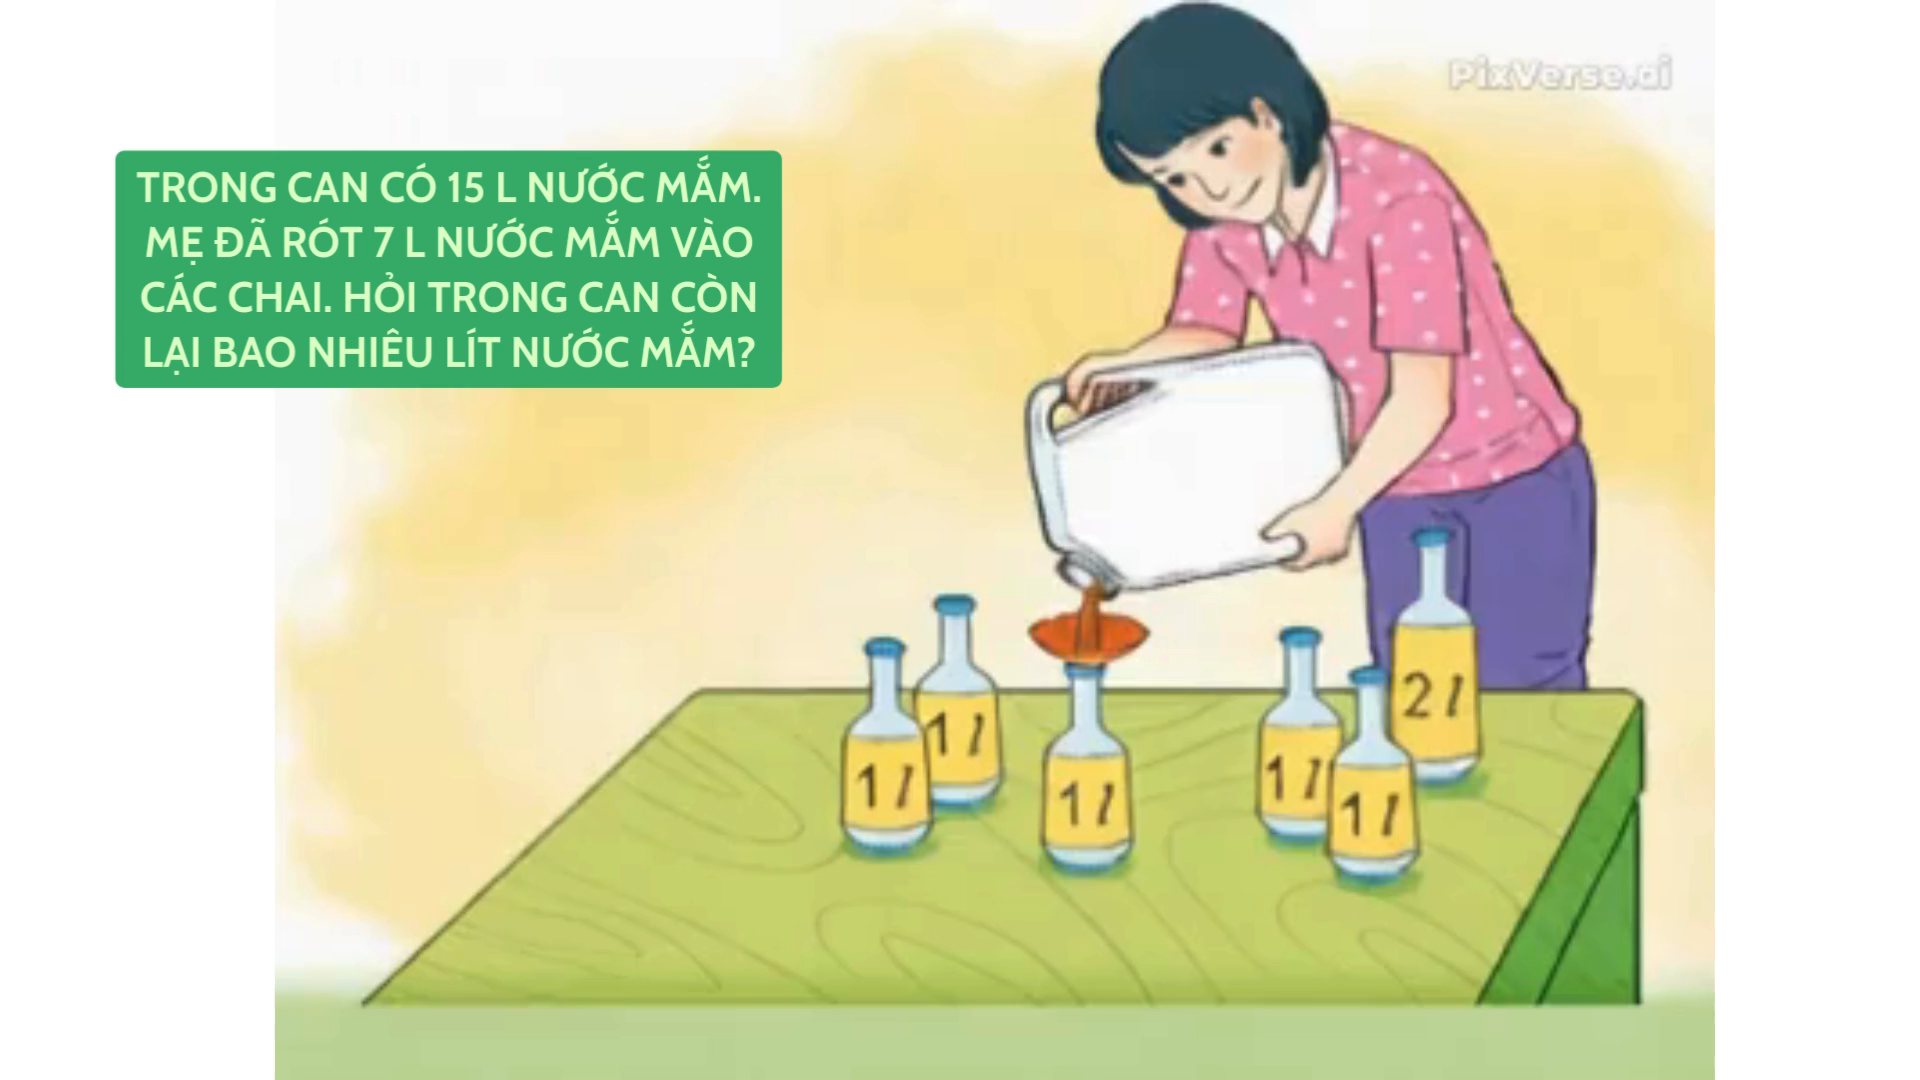 PixVerse.ai
TRONG CAN CÓ 15 L NƯỚC MẮM.
MẸ ĐÃ RÓT 7 L NƯỚC MẮM VÀO
CÁC CHAI. HỎI TRONG CAN CÒN
LẠI BAO NHIÊU LÍT NƯỚC MẮM?
1 l
1 l
1 l
1 l
1 l
2 l